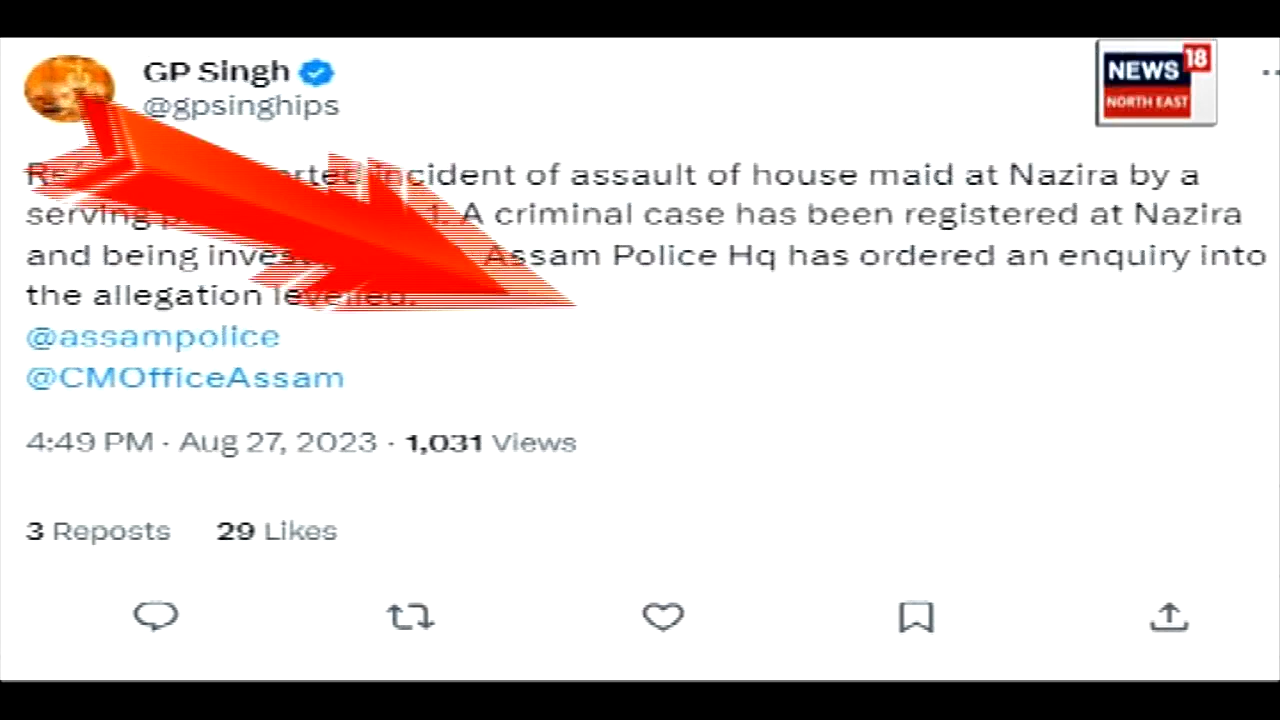 GP Singh
@gpsinghips
NEWS 18
NORTH EAST
incident of assault of house maid at Nazira by a
serving A criminal case has been registered at Nazira
and being Assam Police Hq has ordered an enquiry into
the allegation levelled.
@assampolice
@CMOfficeAssam
4:49 PM · Aug 27, 2023 · 1,031 Views
3 Reposts 29 Likes